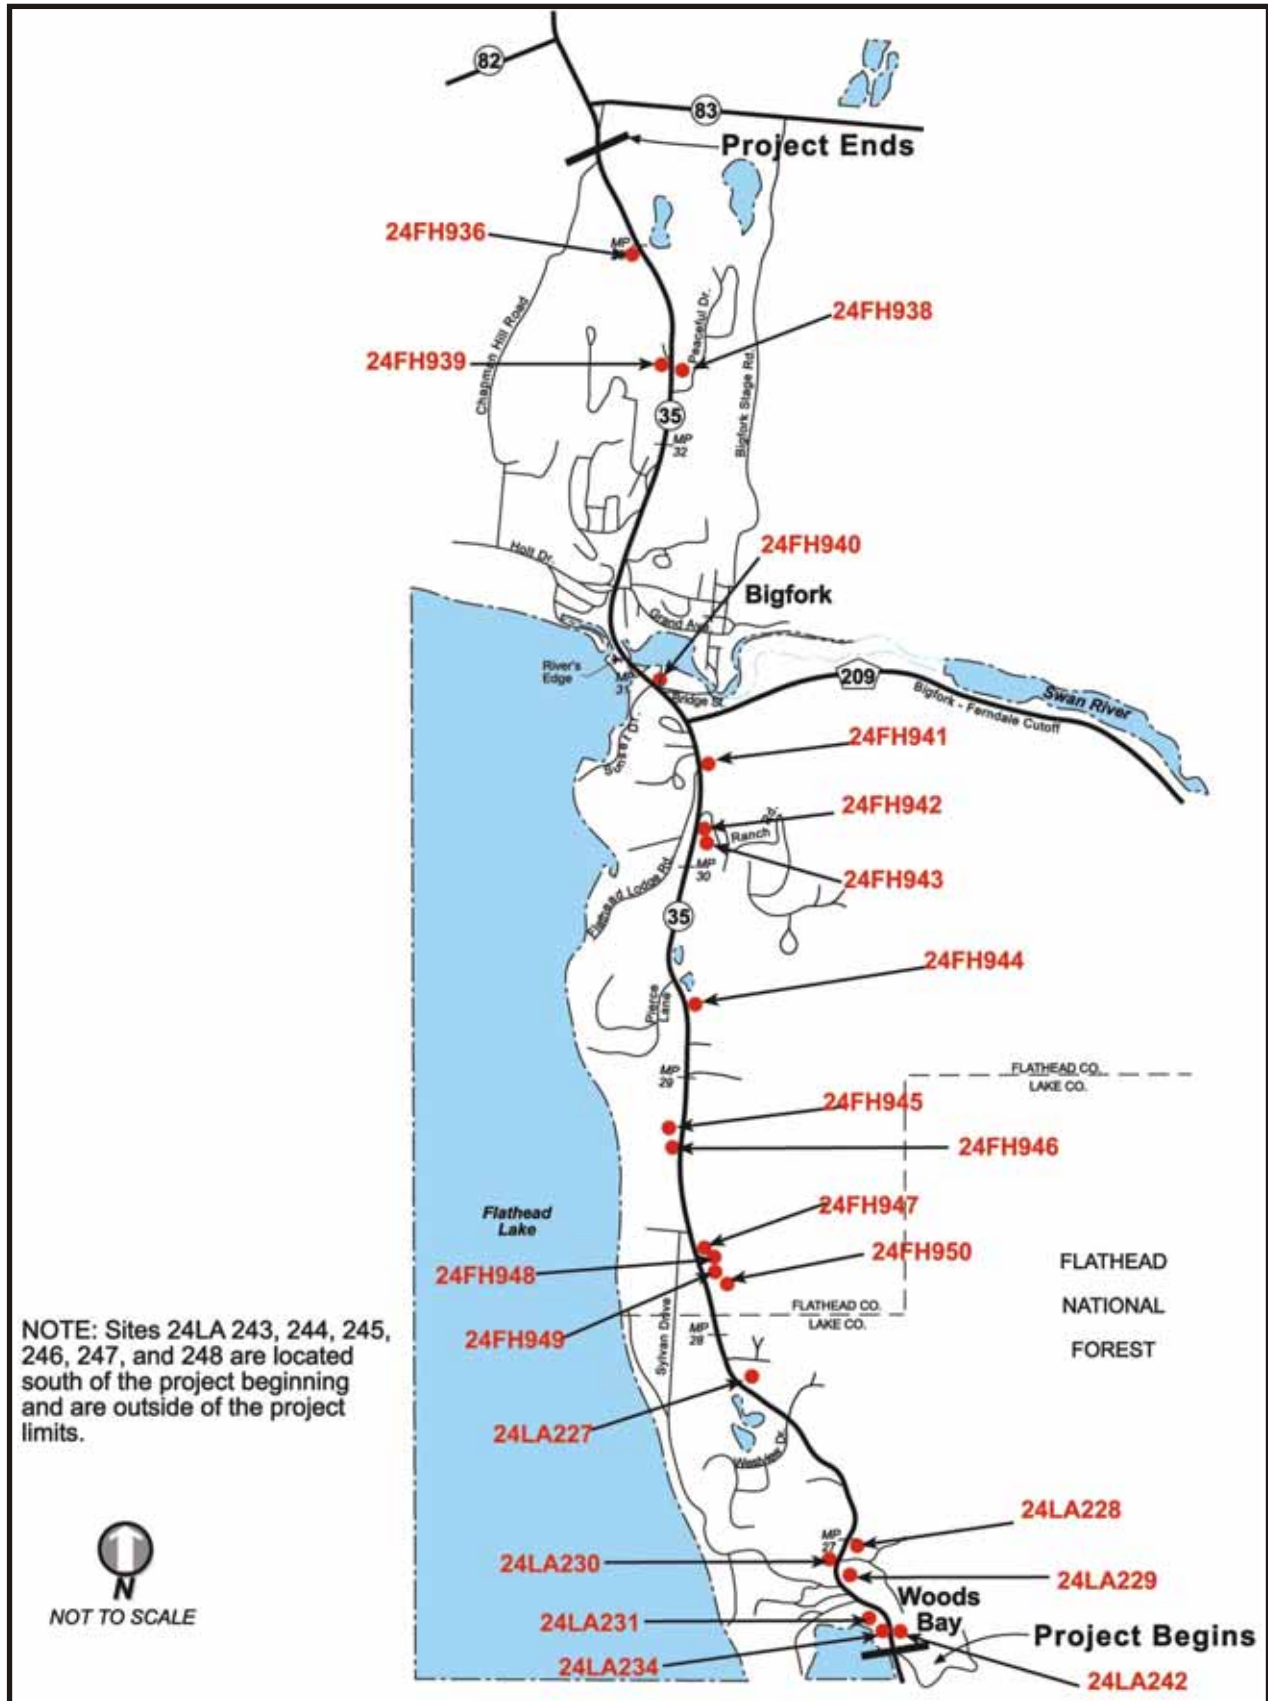 82
83
Project Ends
24FH936
MP
24FH938
Peaceful Dr.
Chapman Hill Road
24FH939
Bigfork Stage Rd.
35
MP
32
24FH940
Holt Dr.
Bigfork
Grand Ave.
River's
Edge
MP
31
Bridge St.
209
Swan River
Bigfork - Ferndale Cutoff
Sunset Dr.
24FH941
24FH942
Ranch Rd.
MP
30
24FH943
Flathead Lodge Rd.
35
24FH944
Pierce
Lane
MP
29
FLATHEAD CO.
LAKE CO.
24FH945
24FH946
Flathead
Lake
24FH947
24FH950
24FH948
FLATHEAD
NATIONAL
FOREST
FLATHEAD CO.
LAKE CO.
24FH949
Sylvan Drive
MP
28
NOTE: Sites 24LA 243, 244, 245,
246, 247, and 248 are located
south of the project beginning
and are outside of the project
limits.
24LA227
Westview Dr.
24LA228
MP
27
24LA230
24LA229
Woods
Bay
N
NOT TO SCALE
24LA231
Project Begins
24LA234
24LA242